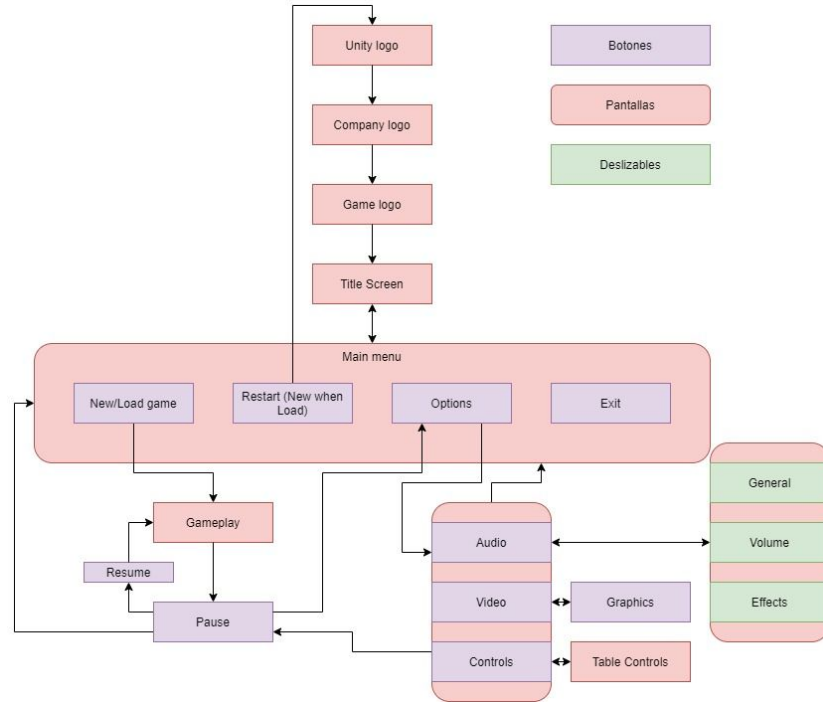 Unity logo
Botones
Company logo
Pantallas
Game logo
Deslizables
Title Screen
Main menu
New/Load game
Restart (New when
Load)
Options
Exit
General
Gameplay
Audio
Volume
Resume
Video
Graphics
Effects
Pause
Controls
Table Controls